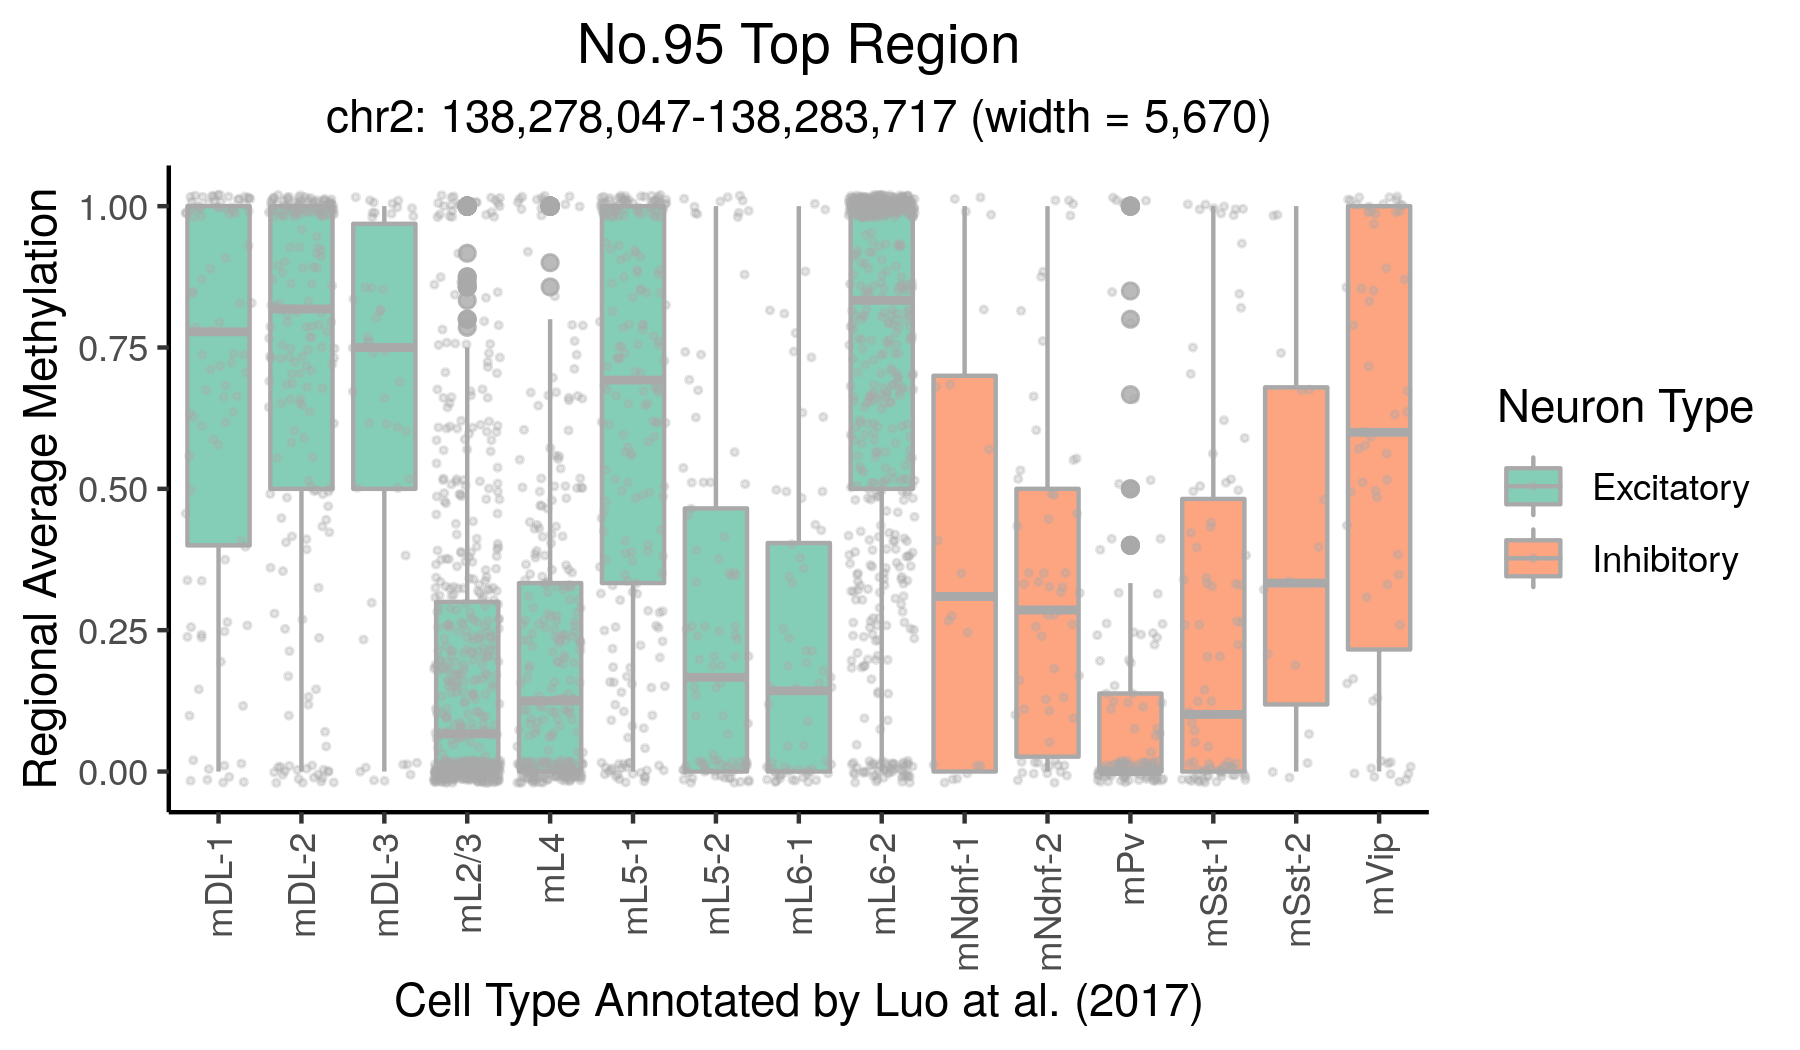 No.95 Top Region
chr2: 138,278,047-138,283,717 (width = 5,670)
Regional Average Methylation
1.00
0.75
0.50
0.25
0.00
mDL-1
mDL-2
mDL-3
mL2/3
mL4
mL5-1
mL5-2
mL6-1
mL6-2
mNdnf-1
mNdnf-2
mPv
mSst-1
mSst-2
mVip
Cell Type Annotated by Luo at al. (2017)
Neuron Type
Excitatory
Inhibitory